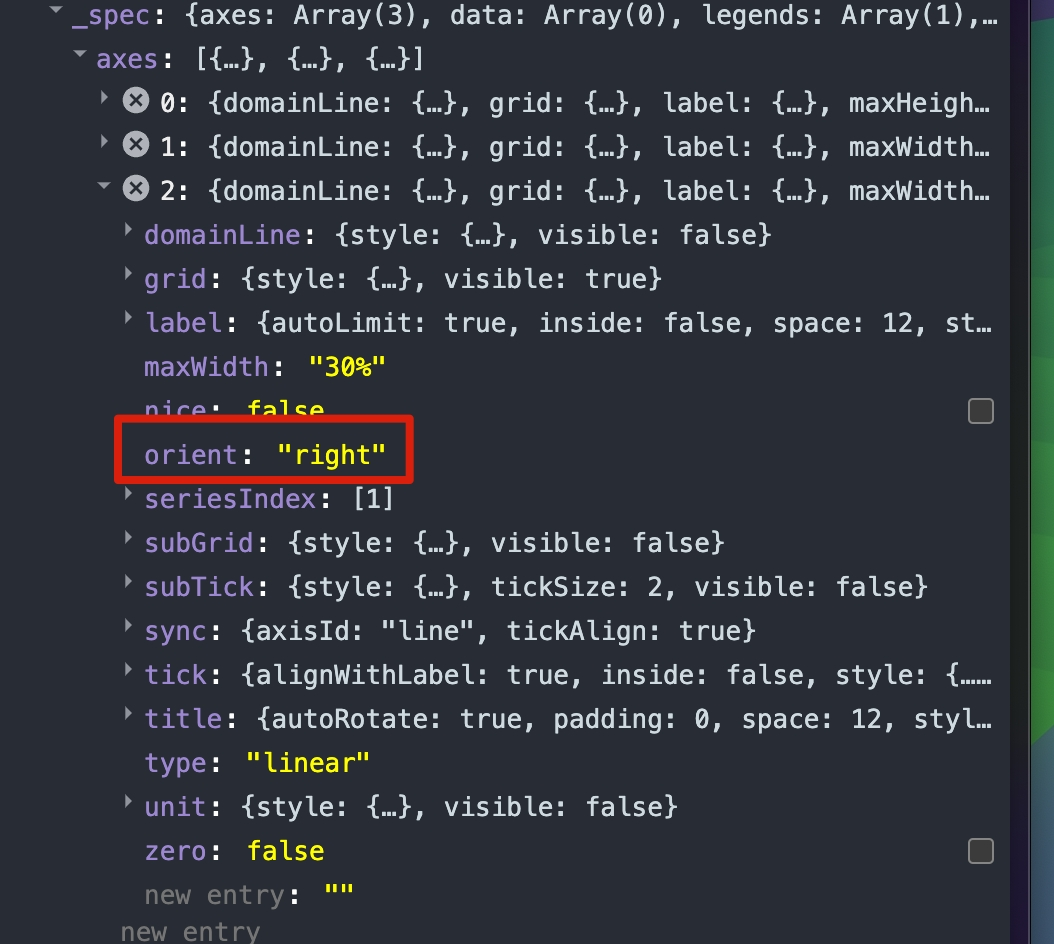 _spec: {axes: Array(3), data: Array(0), legends: Array(1),…
axes: [{…}, {…}, {…}]
0: {domainLine: {…}, grid: {…}, label: {…}, maxHeigh…
1: {domainLine: {…}, grid: {…}, label: {…}, maxWidth…
2: {domainLine: {…}, grid: {…}, label: {…}, maxWidth…
domainLine: {style: {…}, visible: false}
grid: {style: {…}, visible: true}
label: {autoLimit: true, inside: false, space: 12, st…
maxWidth: "30%"
nice: false
orient: "right"
seriesIndex: [1]
subGrid: {style: {…}, visible: false}
subTick: {style: {…}, tickSize: 2, visible: false}
sync: {axisId: "line", tickAlign: true}
tick: {alignWithLabel: true, inside: false, style: {……
title: {autoRotate: true, padding: 0, space: 12, styl…
type: "linear"
unit: {style: {…}, visible: false}
zero: false
new entry: ""
new entry